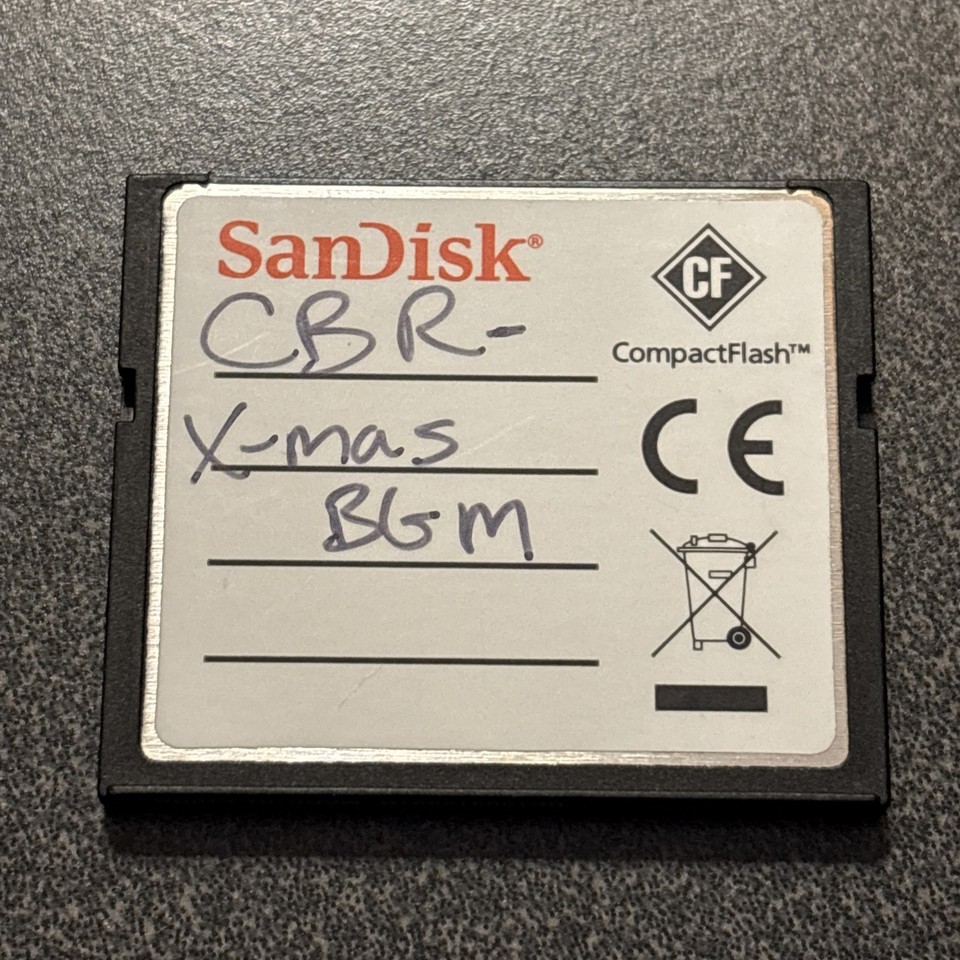 SanDisk®
CBR-
X-mas
BGM
CF
CompactFlash™
CE